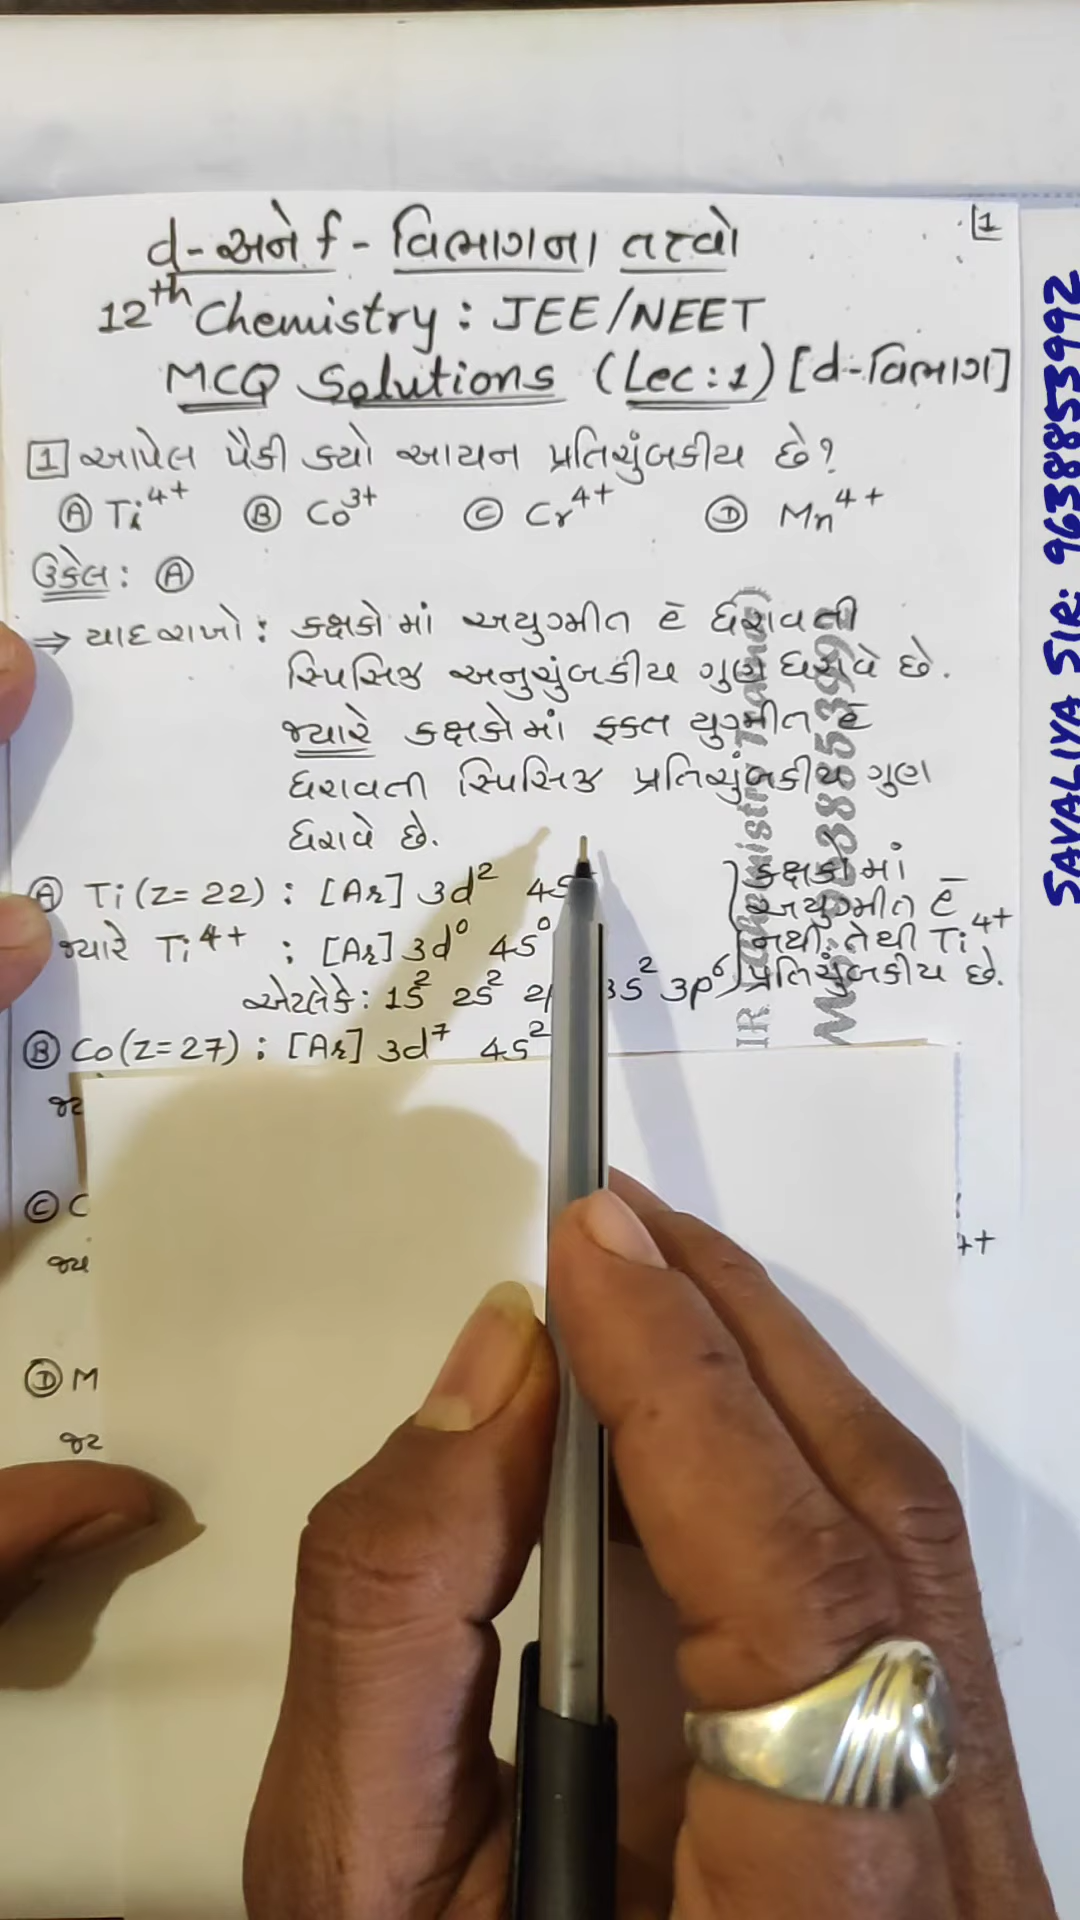 1
d-અને f- વિભાગના તત્વો
12th Chemistry : JEE/NEET
MCQ Solutions (Lec:1) [d-વિભાગ]
1 આપેલ પૈકી ક્યો આયન પ્રતિચુંબકીય છે?
A Ti4+ B Co3+ C Cr4+ D Mn4+
ઉકેલ : A
⇒ યાદ રાખો : કક્ષકોમાં અયુગ્મીત e̅ ધરાવતી
સ્પિસિઝ અનુચુંબકીય ગુણ ધરાવે છે.
જ્યારે કક્ષકોમાં ફક્ત યુગ્મીત e̅
ધરાવતી સ્પિસિઝ પ્રતિચુંબકીય ગુણ
ધરાવે છે.
A Ti (Z=22) : [Ar] 3d2 4s
જ્યારે Ti4+ : [Ar] 3d0 4s0
એટલેકે : 1s2 2s2 3s2 3p6
કક્ષકોમાં
અયુગ્મીત e̅
નથી. તેથી Ti4+
પ્રતિચુંબકીય છે.
B Co (Z=27) : [Ar] 3d7 4s2
C C
4+
D M
SAVALIYA SIR: 9638853992